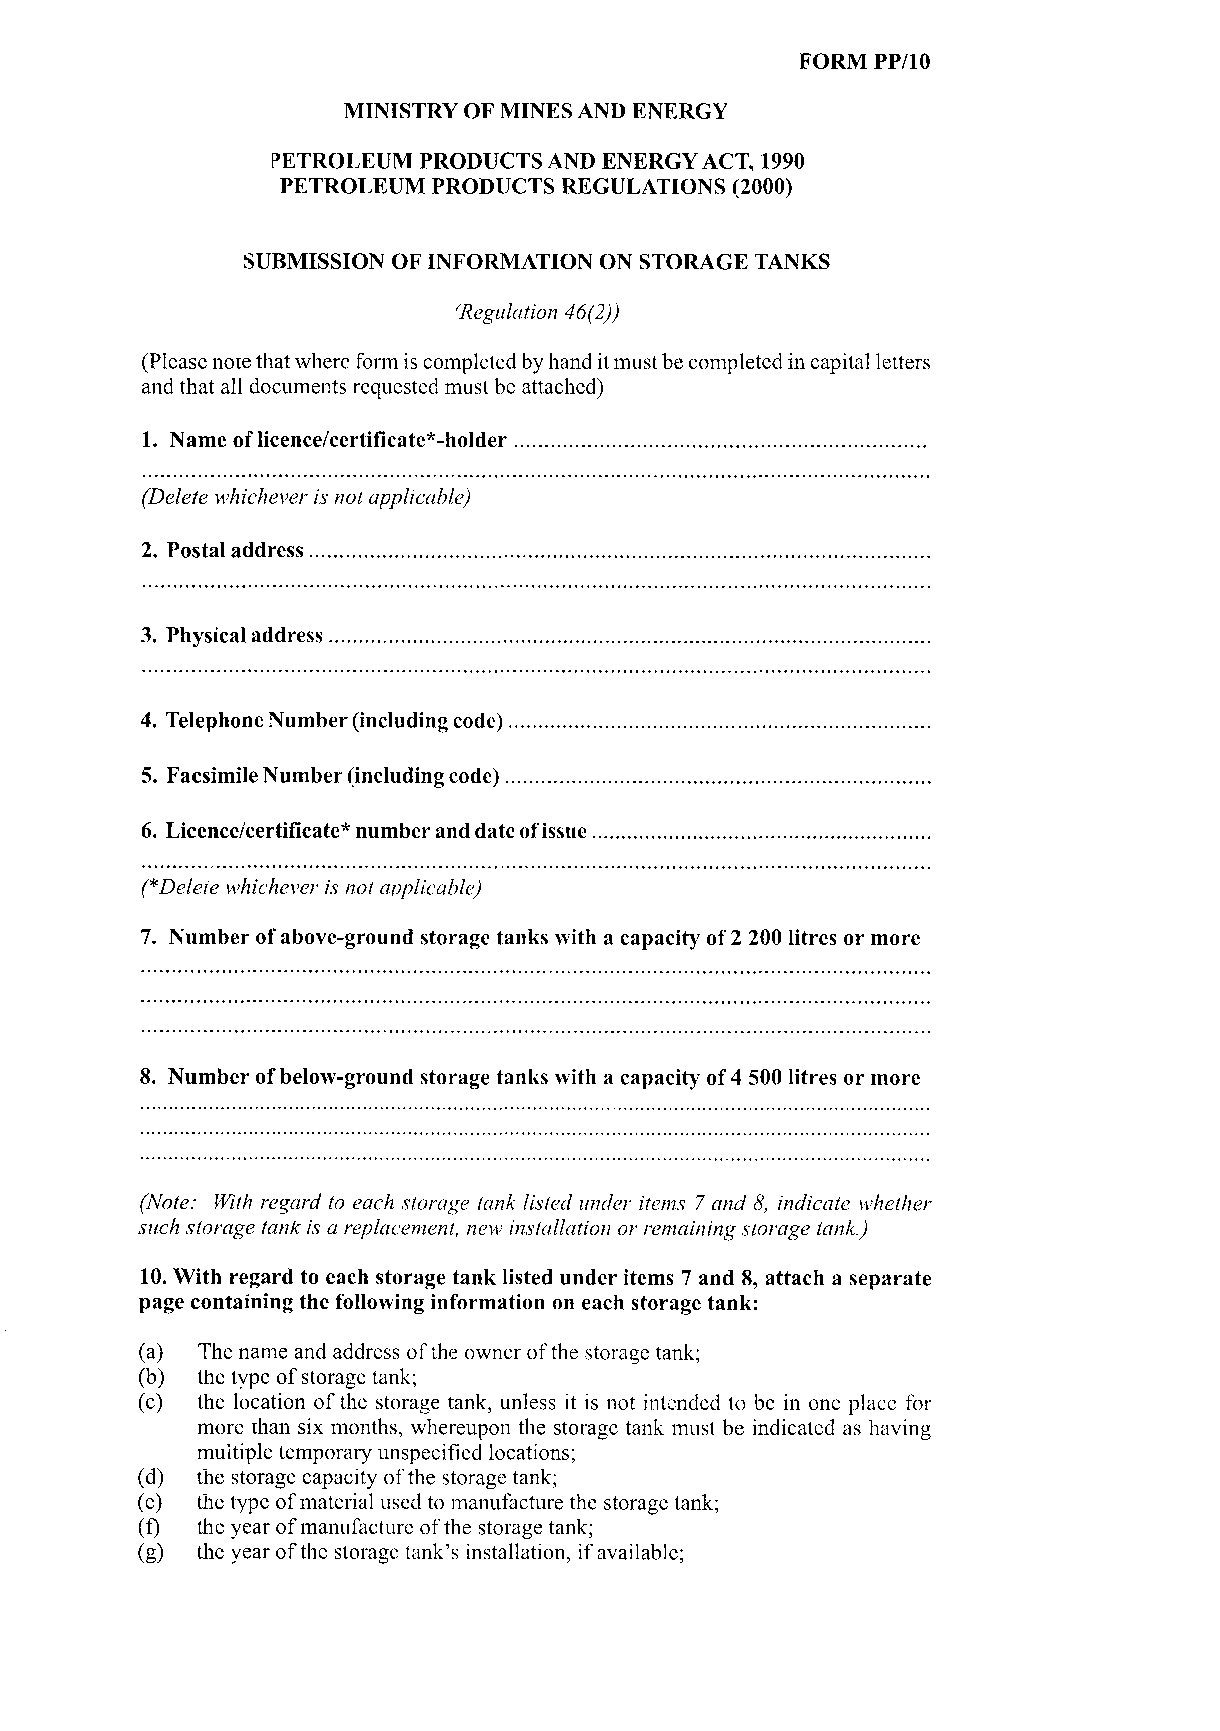 FORM PP/10
MINISTRY OF MINES AND ENERGY
PETROLEUM PRODUCTS AND ENERGY ACT, 1990
PETROLEUM PRODUCTS REGULATIONS (2000)
SUBMISSION OF INFORMATION ON STORAGE TANKS
(Regulation 46(2))
(Please note that where form is completed by hand it must be completed in capital letters
and that all documents requested must be attached)
1. Name of licence/certificate*-holder ....................................................................
..................................................................................................................................
(Delete whichever is not applicable)
2. Postal address ......................................................................................................
..................................................................................................................................
3. Physical address ...................................................................................................
..................................................................................................................................
4. Telephone Number (including code) ......................................................................
5. Facsimile Number (including code) ......................................................................
6. Licence/certificate* number and date of issue ........................................................
..................................................................................................................................
(*Delete whichever is not applicable)
7. Number of above-ground storage tanks with a capacity of 2 200 litres or more
..................................................................................................................................
..................................................................................................................................
..................................................................................................................................
8. Number of below-ground storage tanks with a capacity of 4 500 litres or more
..................................................................................................................................
..................................................................................................................................
..................................................................................................................................
(Note: With regard to each storage tank listed under items 7 and 8, indicate whether
such storage tank is a replacement, new installation or remaining storage tank.)
10. With regard to each storage tank listed under items 7 and 8, attach a separate
page containing the following information on each storage tank:
(a) The name and address of the owner of the storage tank;
(b) the type of storage tank;
(c) the location of the storage tank, unless it is not intended to be in one place for
more than six months, whereupon the storage tank must be indicated as having
multiple temporary unspecified locations;
(d) the storage capacity of the storage tank;
(e) the type of material used to manufacture the storage tank;
(f) the year of manufacture of the storage tank;
(g) the year of the storage tank's installation, if available;